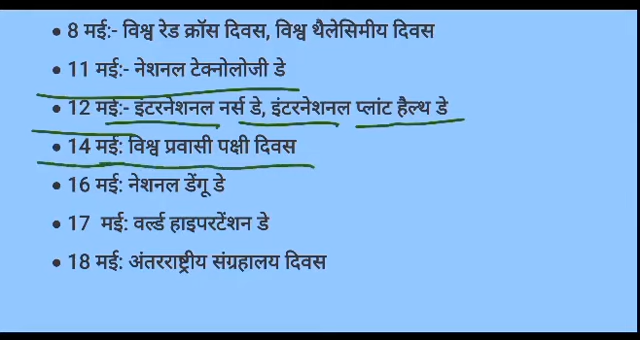 • 8 मई:- विश्व रेड क्रॉस दिवस, विश्व थैलेसिमीय दिवस
• 11 मई:- नेशनल टेक्नोलोजी डे
• 12 मई:- इंटरनेशनल नर्स डे, इंटरनेशनल प्लांट हैल्थ डे
• 14 मई: विश्व प्रवासी पक्षी दिवस
• 16 मई: नेशनल डेंगू डे
• 17 मई: वर्ल्ड हाइपरटेंशन डे
• 18 मई: अंतरराष्ट्रीय संग्रहालय दिवस